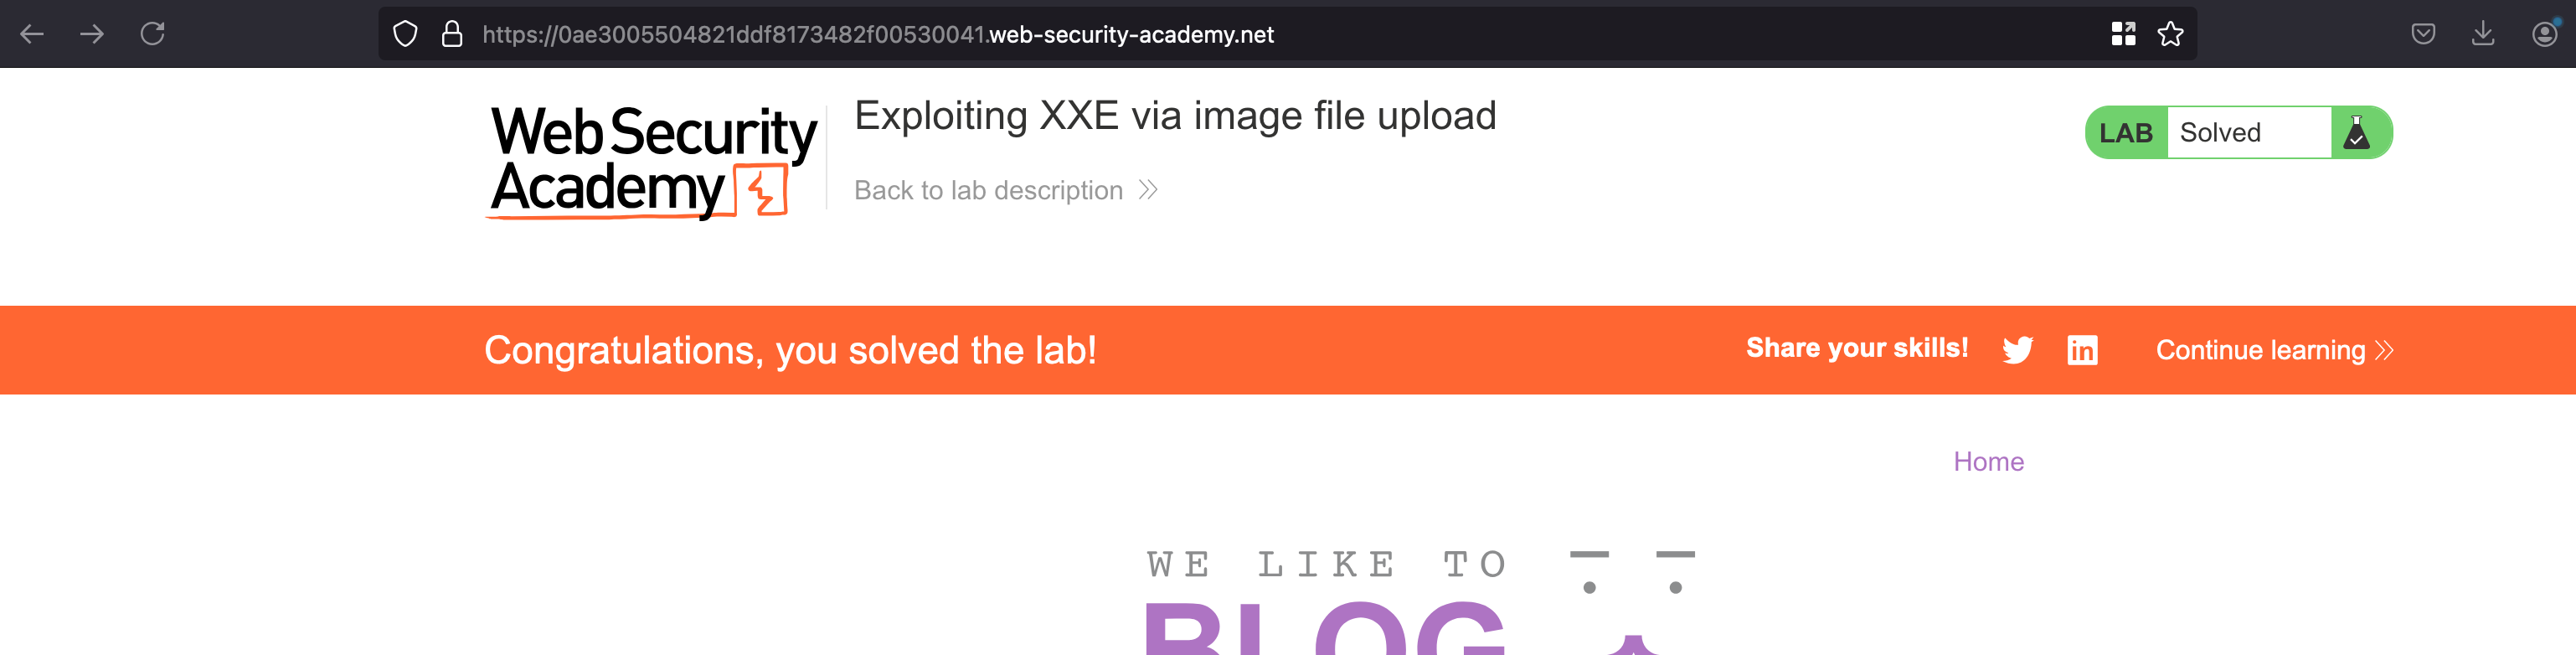 https://0ae3005504821ddf8173482f00530041.web-security-academy.net
Web Security
Academy
Exploiting XXE via image file upload
Back to lab description
LAB Solved
Congratulations, you solved the lab!
Share your skills!
Continue learning
Home
WE LIKE TO
BLOG